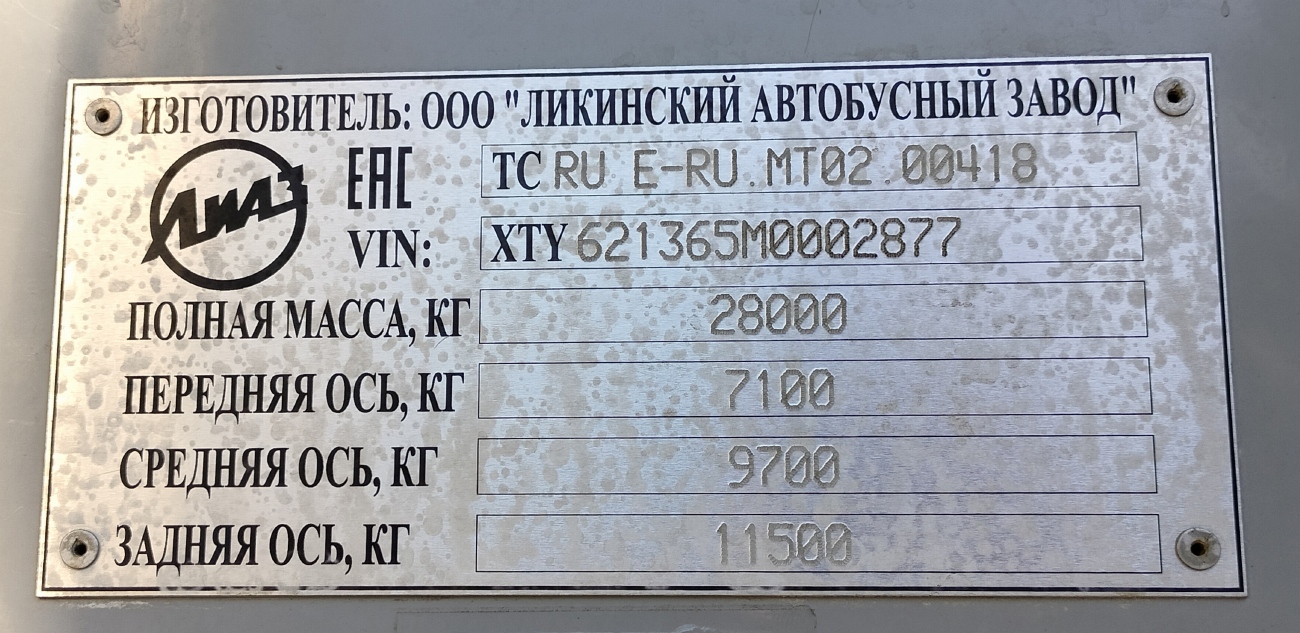 ИЗГОТОВИТЕЛЬ: ООО "ЛИКИНСКИЙ АВТОБУСНЫЙ ЗАВОД"
ЛИАЗ EAC ТС RU E-RU.MT02.00418
VIN: XTY621365M0002877
ПОЛНАЯ МАССА, КГ 28000
ПЕРЕДНЯЯ ОСЬ, КГ 7100
СРЕДНЯЯ ОСЬ, КГ 9700
ЗАДНЯЯ ОСЬ, КГ 11500